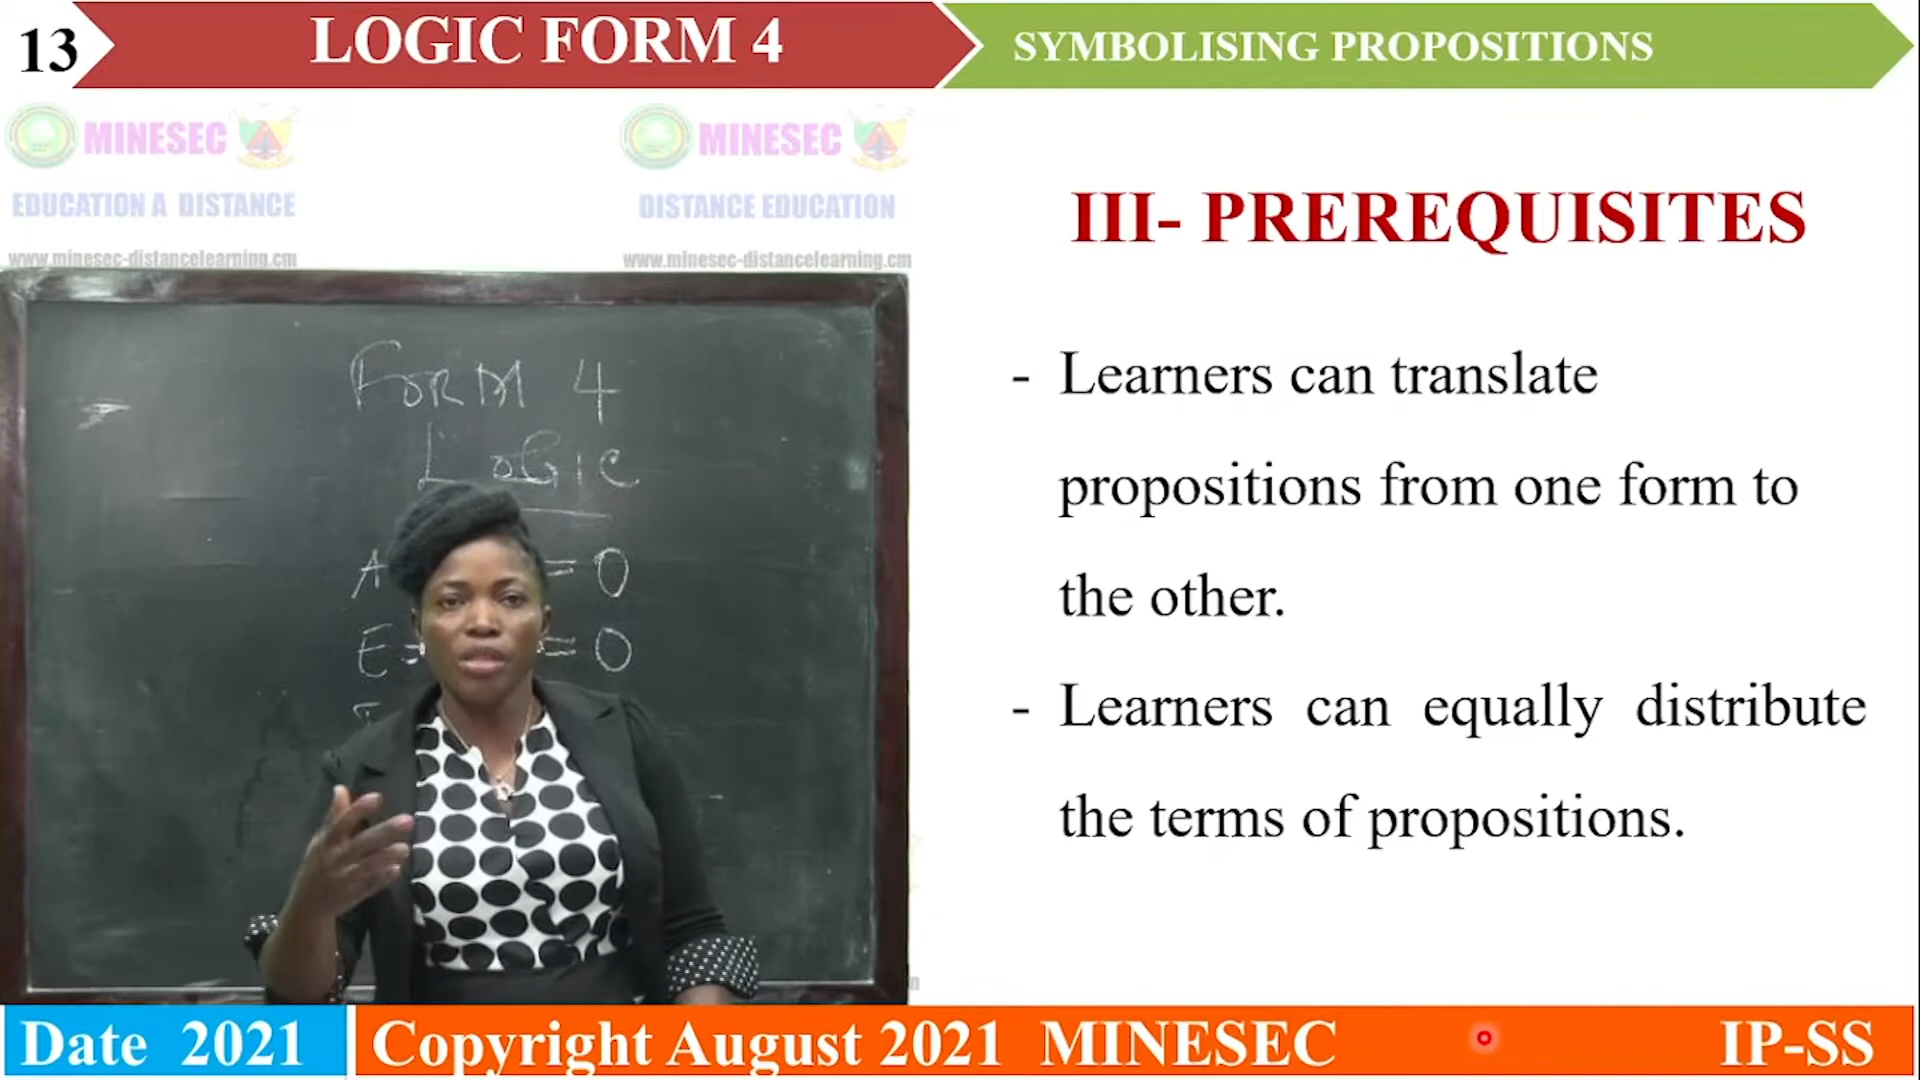 13
LOGIC FORM 4
SYMBOLISING PROPOSITIONS
MINESEC
EDUCATION A DISTANCE
www.minesec-distancelearning.cm
MINESEC
DISTANCE EDUCATION
www.minesec-distancelearning.cm
FORM 4
LOGIC
A = 0
E = 0
III- PREREQUISITES
- Learners can translate
propositions from one form to
the other.
- Learners can equally distribute
the terms of propositions.
Date 2021
Copyright August 2021 MINESEC
IP-SS